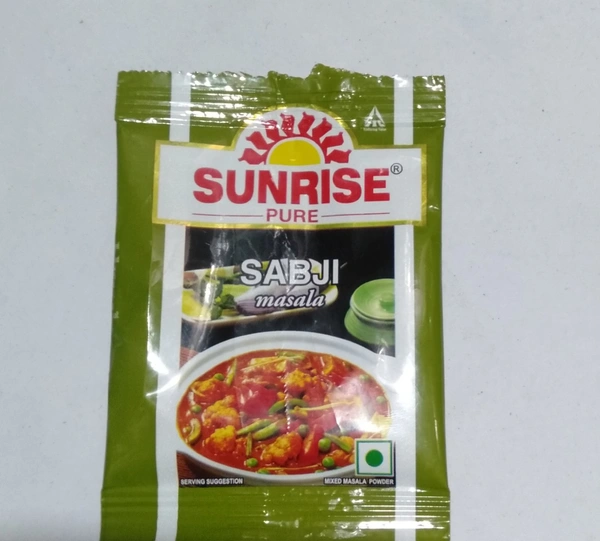 SUNRISE®
PURE
SABJI
masala
SERVING SUGGESTION
MIXED MASALA POWDER